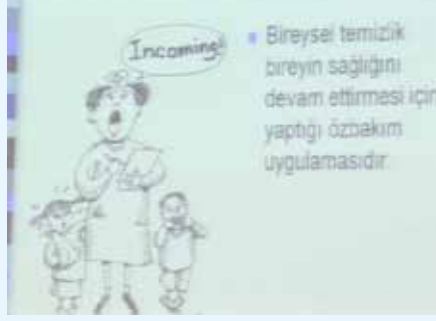 Incoming!
Bireysel temizlik
bireyin sağlığını
devam ettirmesi için
yaptığı özbakım
uygulamasıdır